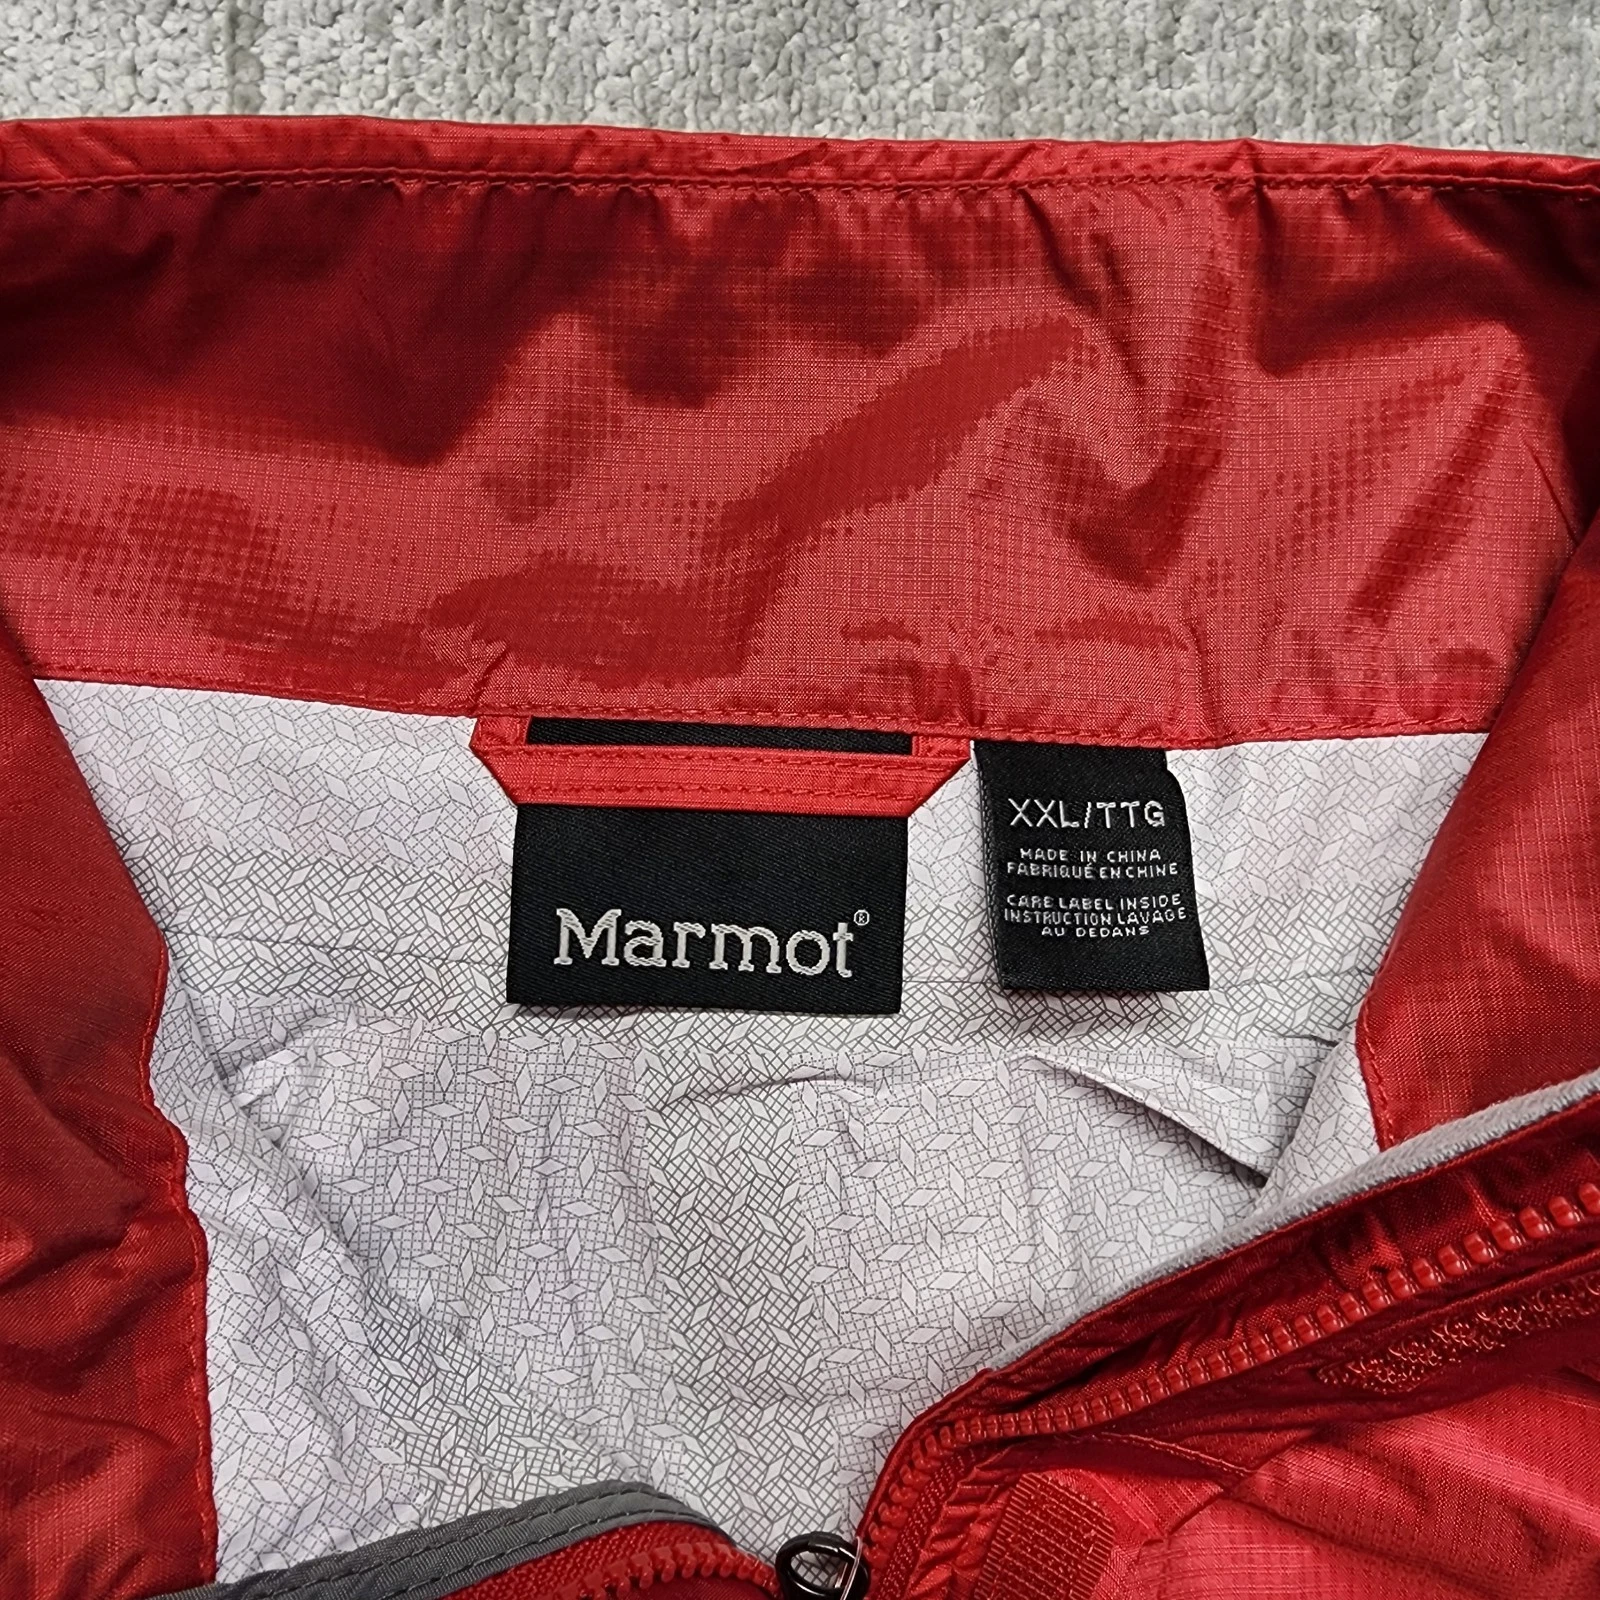 Marmot®
XXL/TTG
MADE IN CHINA
FABRIQUÉ EN CHINE
CARE LABEL INSIDE
INSTRUCTION LAVAGE
AU DEDANS